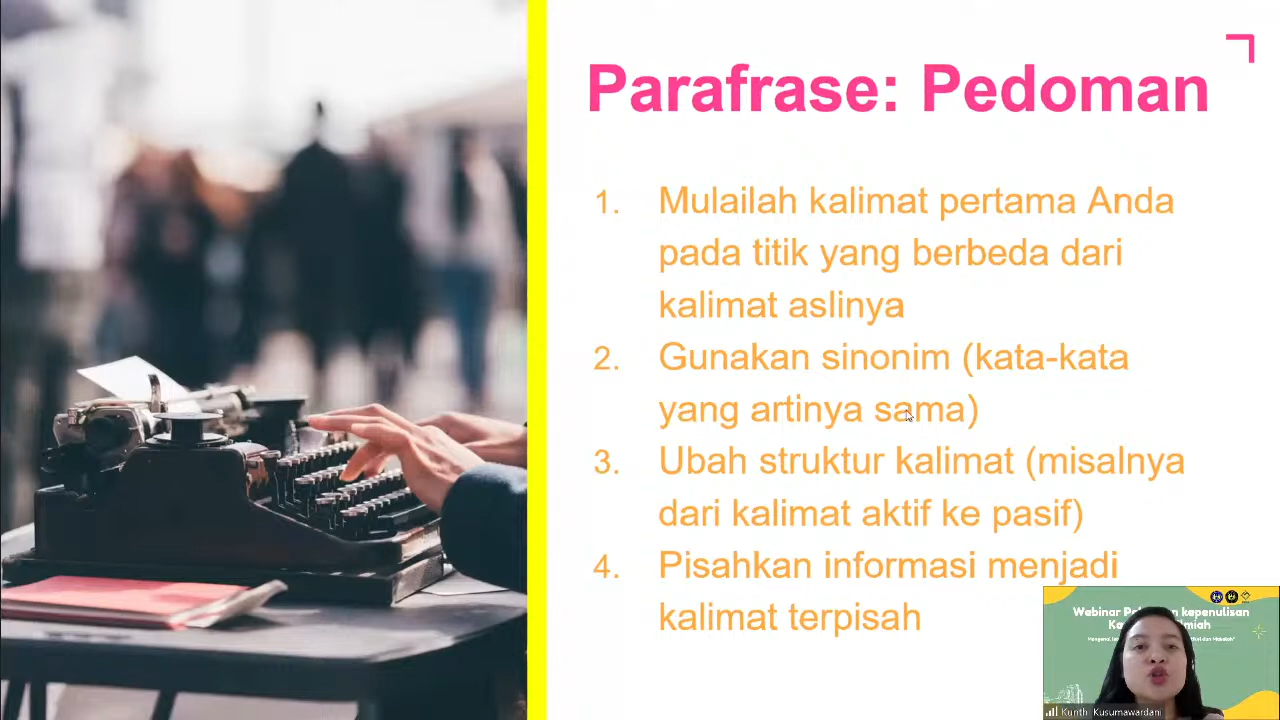 Parafrase: Pedoman
1. Mulailah kalimat pertama Anda
pada titik yang berbeda dari
kalimat aslinya
2. Gunakan sinonim (kata-kata
yang artinya sama)
3. Ubah struktur kalimat (misalnya
dari kalimat aktif ke pasif)
4. Pisahkan informasi menjadi
kalimat terpisah
Webinar kepenulisan
Kunth Kusumawardani